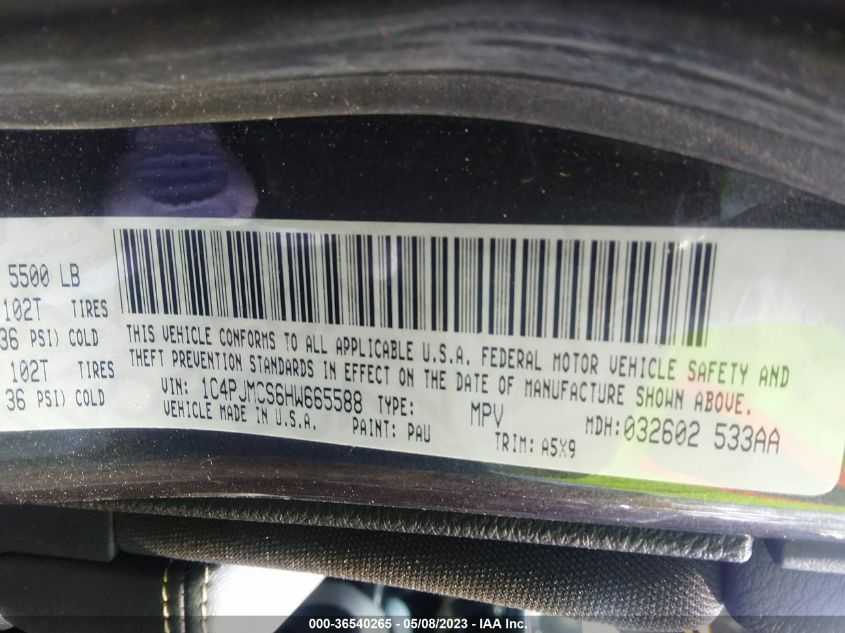 5500 LB
102T TIRES
36 PSI) COLD
102T TIRES
36 PSI) COLD
THIS VEHICLE CONFORMS TO ALL APPLICABLE U.S.A. FEDERAL MOTOR VEHICLE SAFETY AND
THEFT PREVENTION STANDARDS IN EFFECT ON THE DATE OF MANUFACTURE SHOWN ABOVE.
VIN: 1C4PJMCS6HW665588 TYPE: MPV MDH:032602 533AA
VEHICLE MADE IN U.S.A. PAINT: PAU TRIM: A5X9
000-36540265 - 05/08/2023 - IAA Inc.